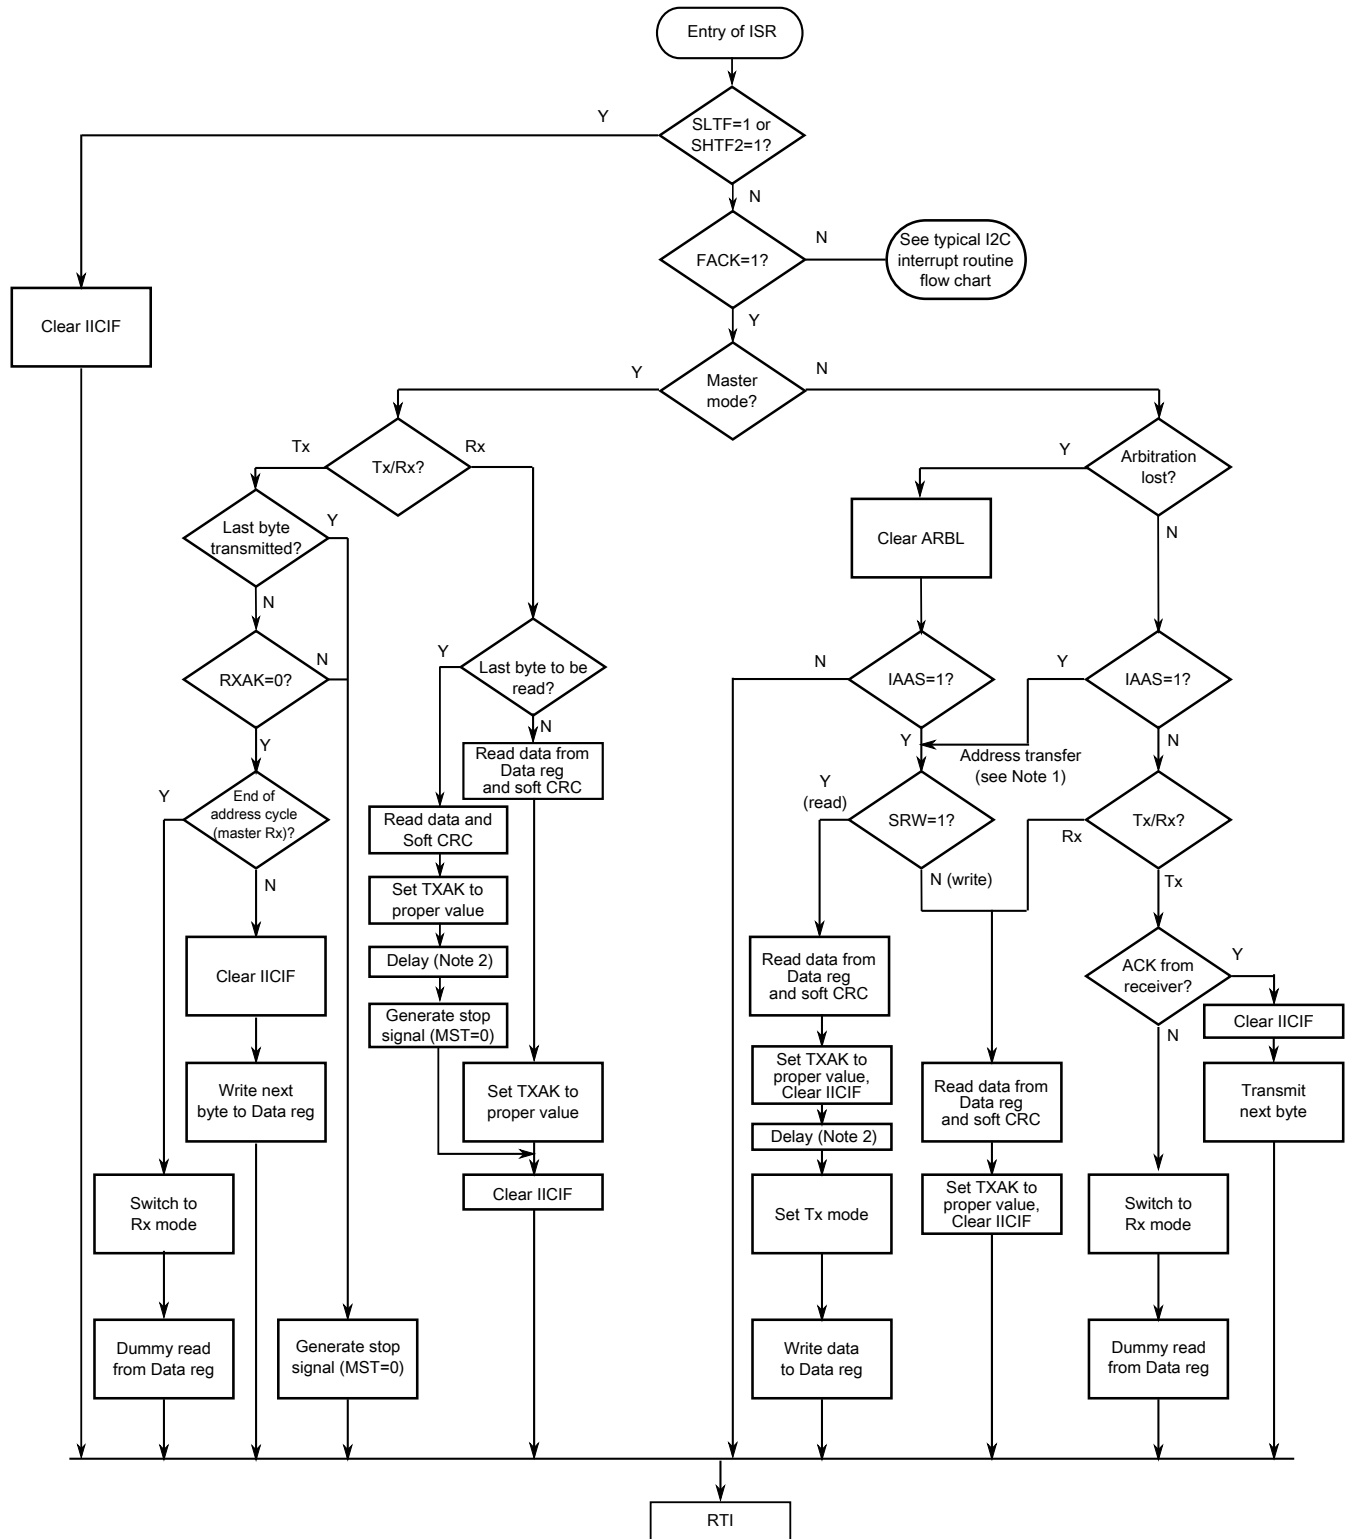 Entry of ISR
Y
SLTF=1 or
SHTF2=1?
N
FACK=1?
N
See typical I2C
interrupt routine
flow chart
Y
Clear IICIF
Y
Master
mode?
N
Tx
Tx/Rx?
Rx
Y
Arbitration
lost?
Last byte
transmitted?
Y
Clear ARBL
N
N
RXAK=0?
N
Y
Last byte to be
read?
N
IAAS=1?
Y
IAAS=1?
Y
N
Read data from
Data reg
and soft CRC
Y
Address transfer
(see Note 1)
N
Y
End of
address cycle
(master Rx)?
Read data and
Soft CRC
Y
(read)
SRW=1?
Rx
Tx/Rx?
N
Set TXAK to
proper value
N (write)
Tx
Clear IICIF
Delay (Note 2)
Read data from
Data reg
and soft CRC
ACK from
receiver?
Y
Generate stop
signal (MST=0)
Clear IICIF
N
Write next
byte to Data reg
Set TXAK to
proper value
Set TXAK to
proper value,
Clear IICIF
Read data from
Data reg
and soft CRC
Transmit
next byte
Delay (Note 2)
Switch to
Rx mode
Clear IICIF
Set Tx mode
Set TXAK to
proper value,
Clear IICIF
Switch to
Rx mode
Dummy read
from Data reg
Generate stop
signal (MST=0)
Write data
to Data reg
Dummy read
from Data reg
RTI